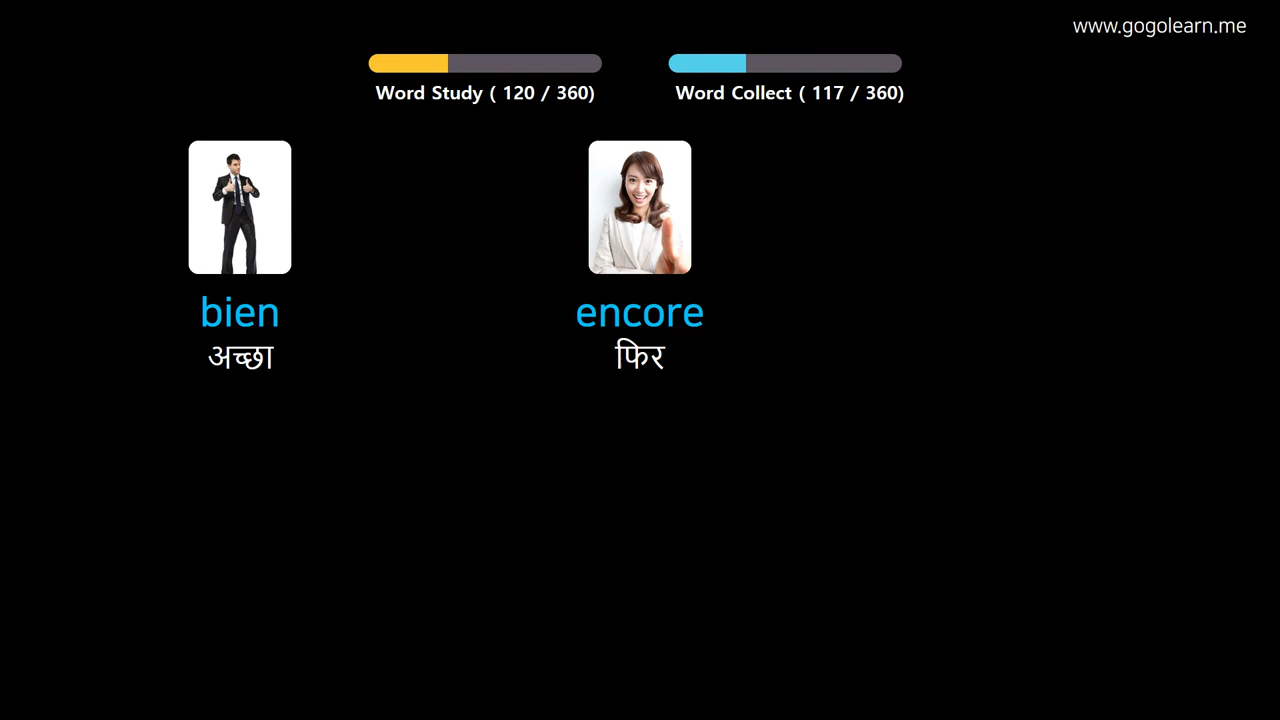 www.gogolearn.me
Word Study ( 120 / 360)
Word Collect ( 117 / 360)
bien
अच्छा
encore
फिर